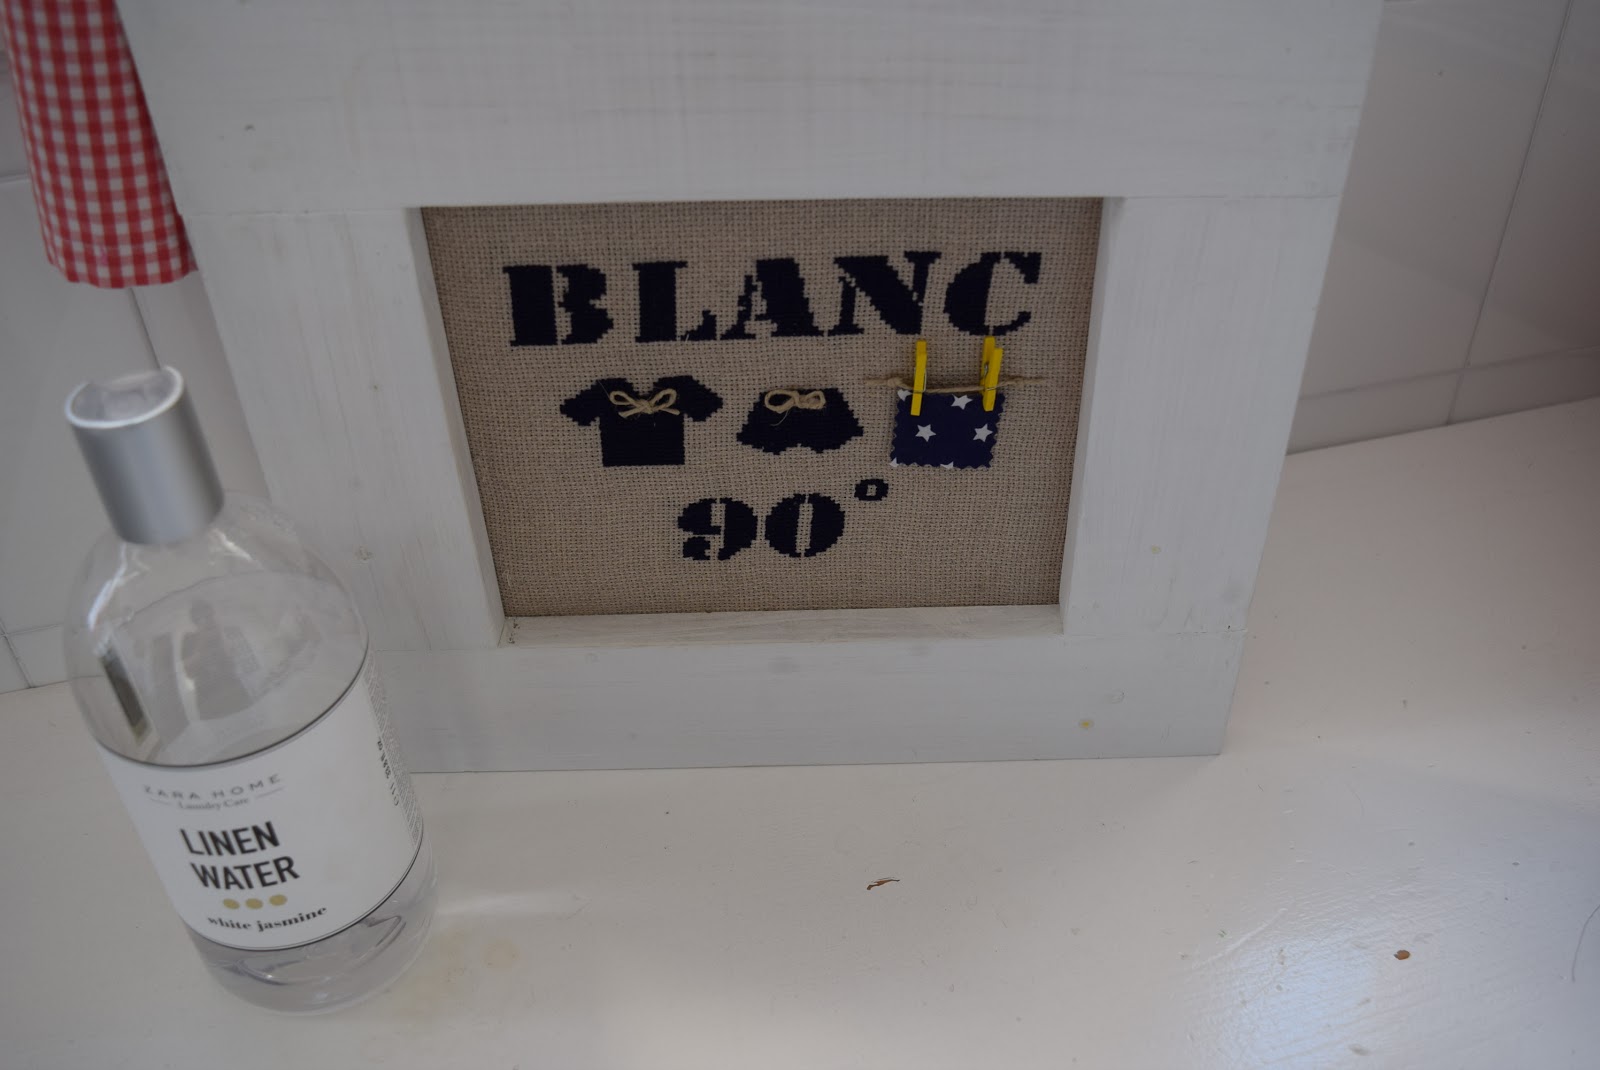 BLANC
90°
ZARA HOME
Laundry Care
LINEN
WATER
white jasmine